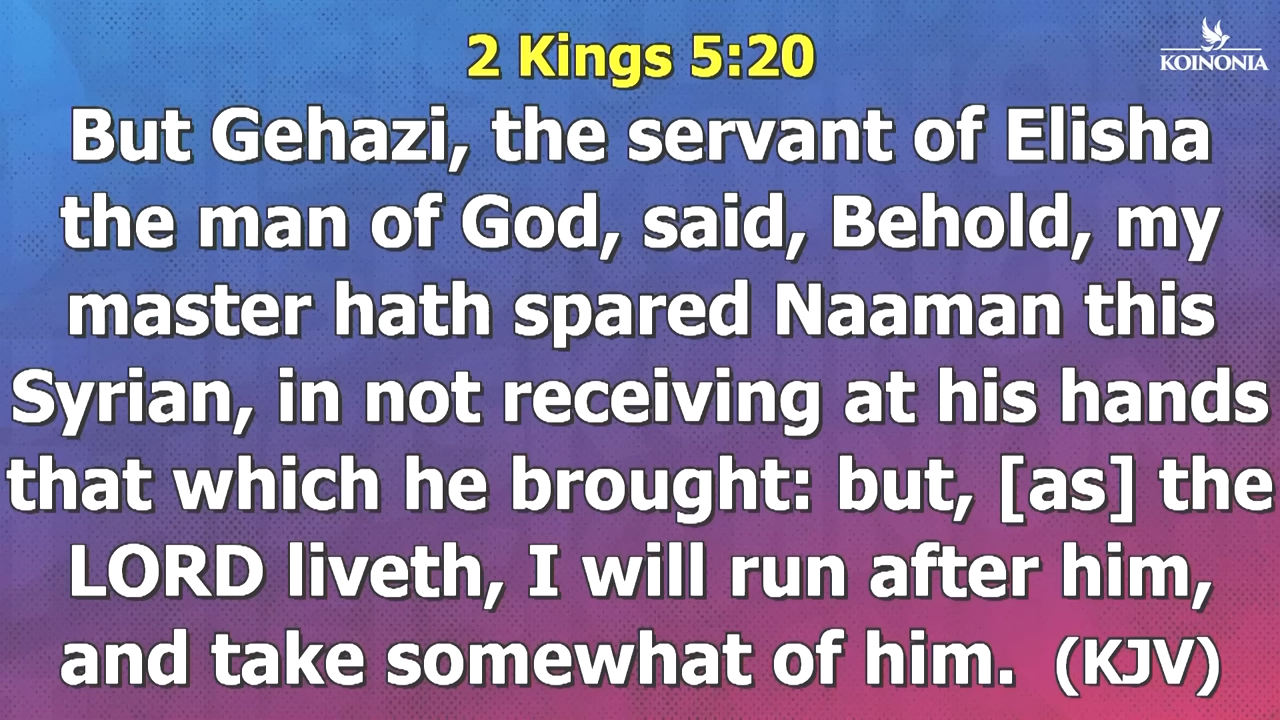 2 Kings 5:20
KOINONIA
But Gehazi, the servant of Elisha
the man of God, said, Behold, my
master hath spared Naaman this
Syrian, in not receiving at his hands
that which he brought: but, [as] the
LORD liveth, I will run after him,
and take somewhat of him. (KJV)